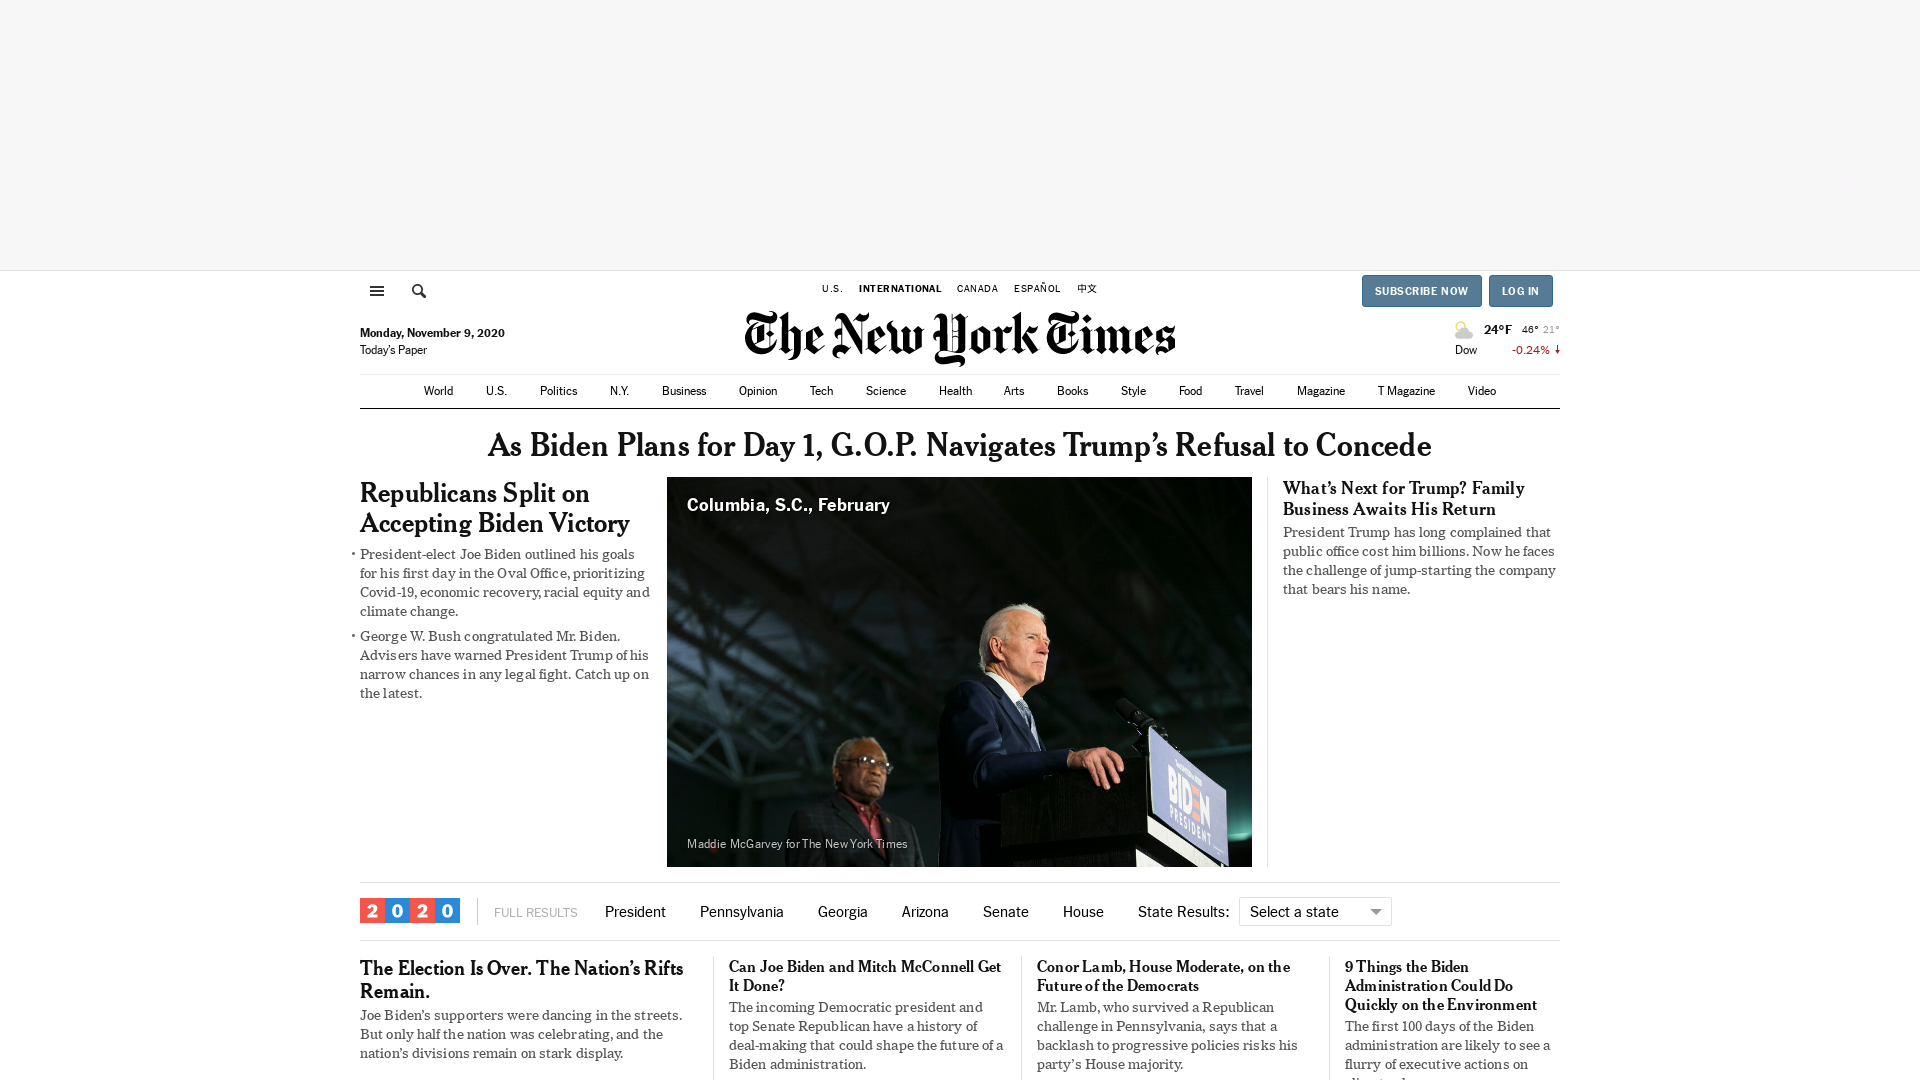 U.S. INTERNATIONAL CANADA ESPAÑOL 中文
SUBSCRIBE NOW LOG IN
Monday, November 9, 2020
Today's Paper
The New York Times
24°F 46° 21°
Dow -0.24% ↓
World U.S. Politics N.Y. Business Opinion Tech Science Health Arts Books Style Food Travel Magazine T Magazine Video
As Biden Plans for Day 1, G.O.P. Navigates Trump's Refusal to Concede
Republicans Split on
Accepting Biden Victory
• President-elect Joe Biden outlined his goals
for his first day in the Oval Office, prioritizing
Covid-19, economic recovery, racial equity and
climate change.
• George W. Bush congratulated Mr. Biden.
Advisers have warned President Trump of his
narrow chances in any legal fight. Catch up on
the latest.
Columbia, S.C., February
BIDEN
PRESIDENT
Maddie McGarvey for The New York Times
What's Next for Trump? Family
Business Awaits His Return
President Trump has long complained that
public office cost him billions. Now he faces
the challenge of jump-starting the company
that bears his name.
2020 FULL RESULTS President Pennsylvania Georgia Arizona Senate House State Results: Select a state
The Election Is Over. The Nation's Rifts
Remain.
Joe Biden's supporters were dancing in the streets.
But only half the nation was celebrating, and the
nation's divisions remain on stark display.
Can Joe Biden and Mitch McConnell Get
It Done?
The incoming Democratic president and
top Senate Republican have a history of
deal-making that could shape the future of a
Biden administration.
Conor Lamb, House Moderate, on the
Future of the Democrats
Mr. Lamb, who survived a Republican
challenge in Pennsylvania, says that a
backlash to progressive policies risks his
party's House majority.
9 Things the Biden
Administration Could Do
Quickly on the Environment
The first 100 days of the Biden
administration are likely to see a
flurry of executive actions on